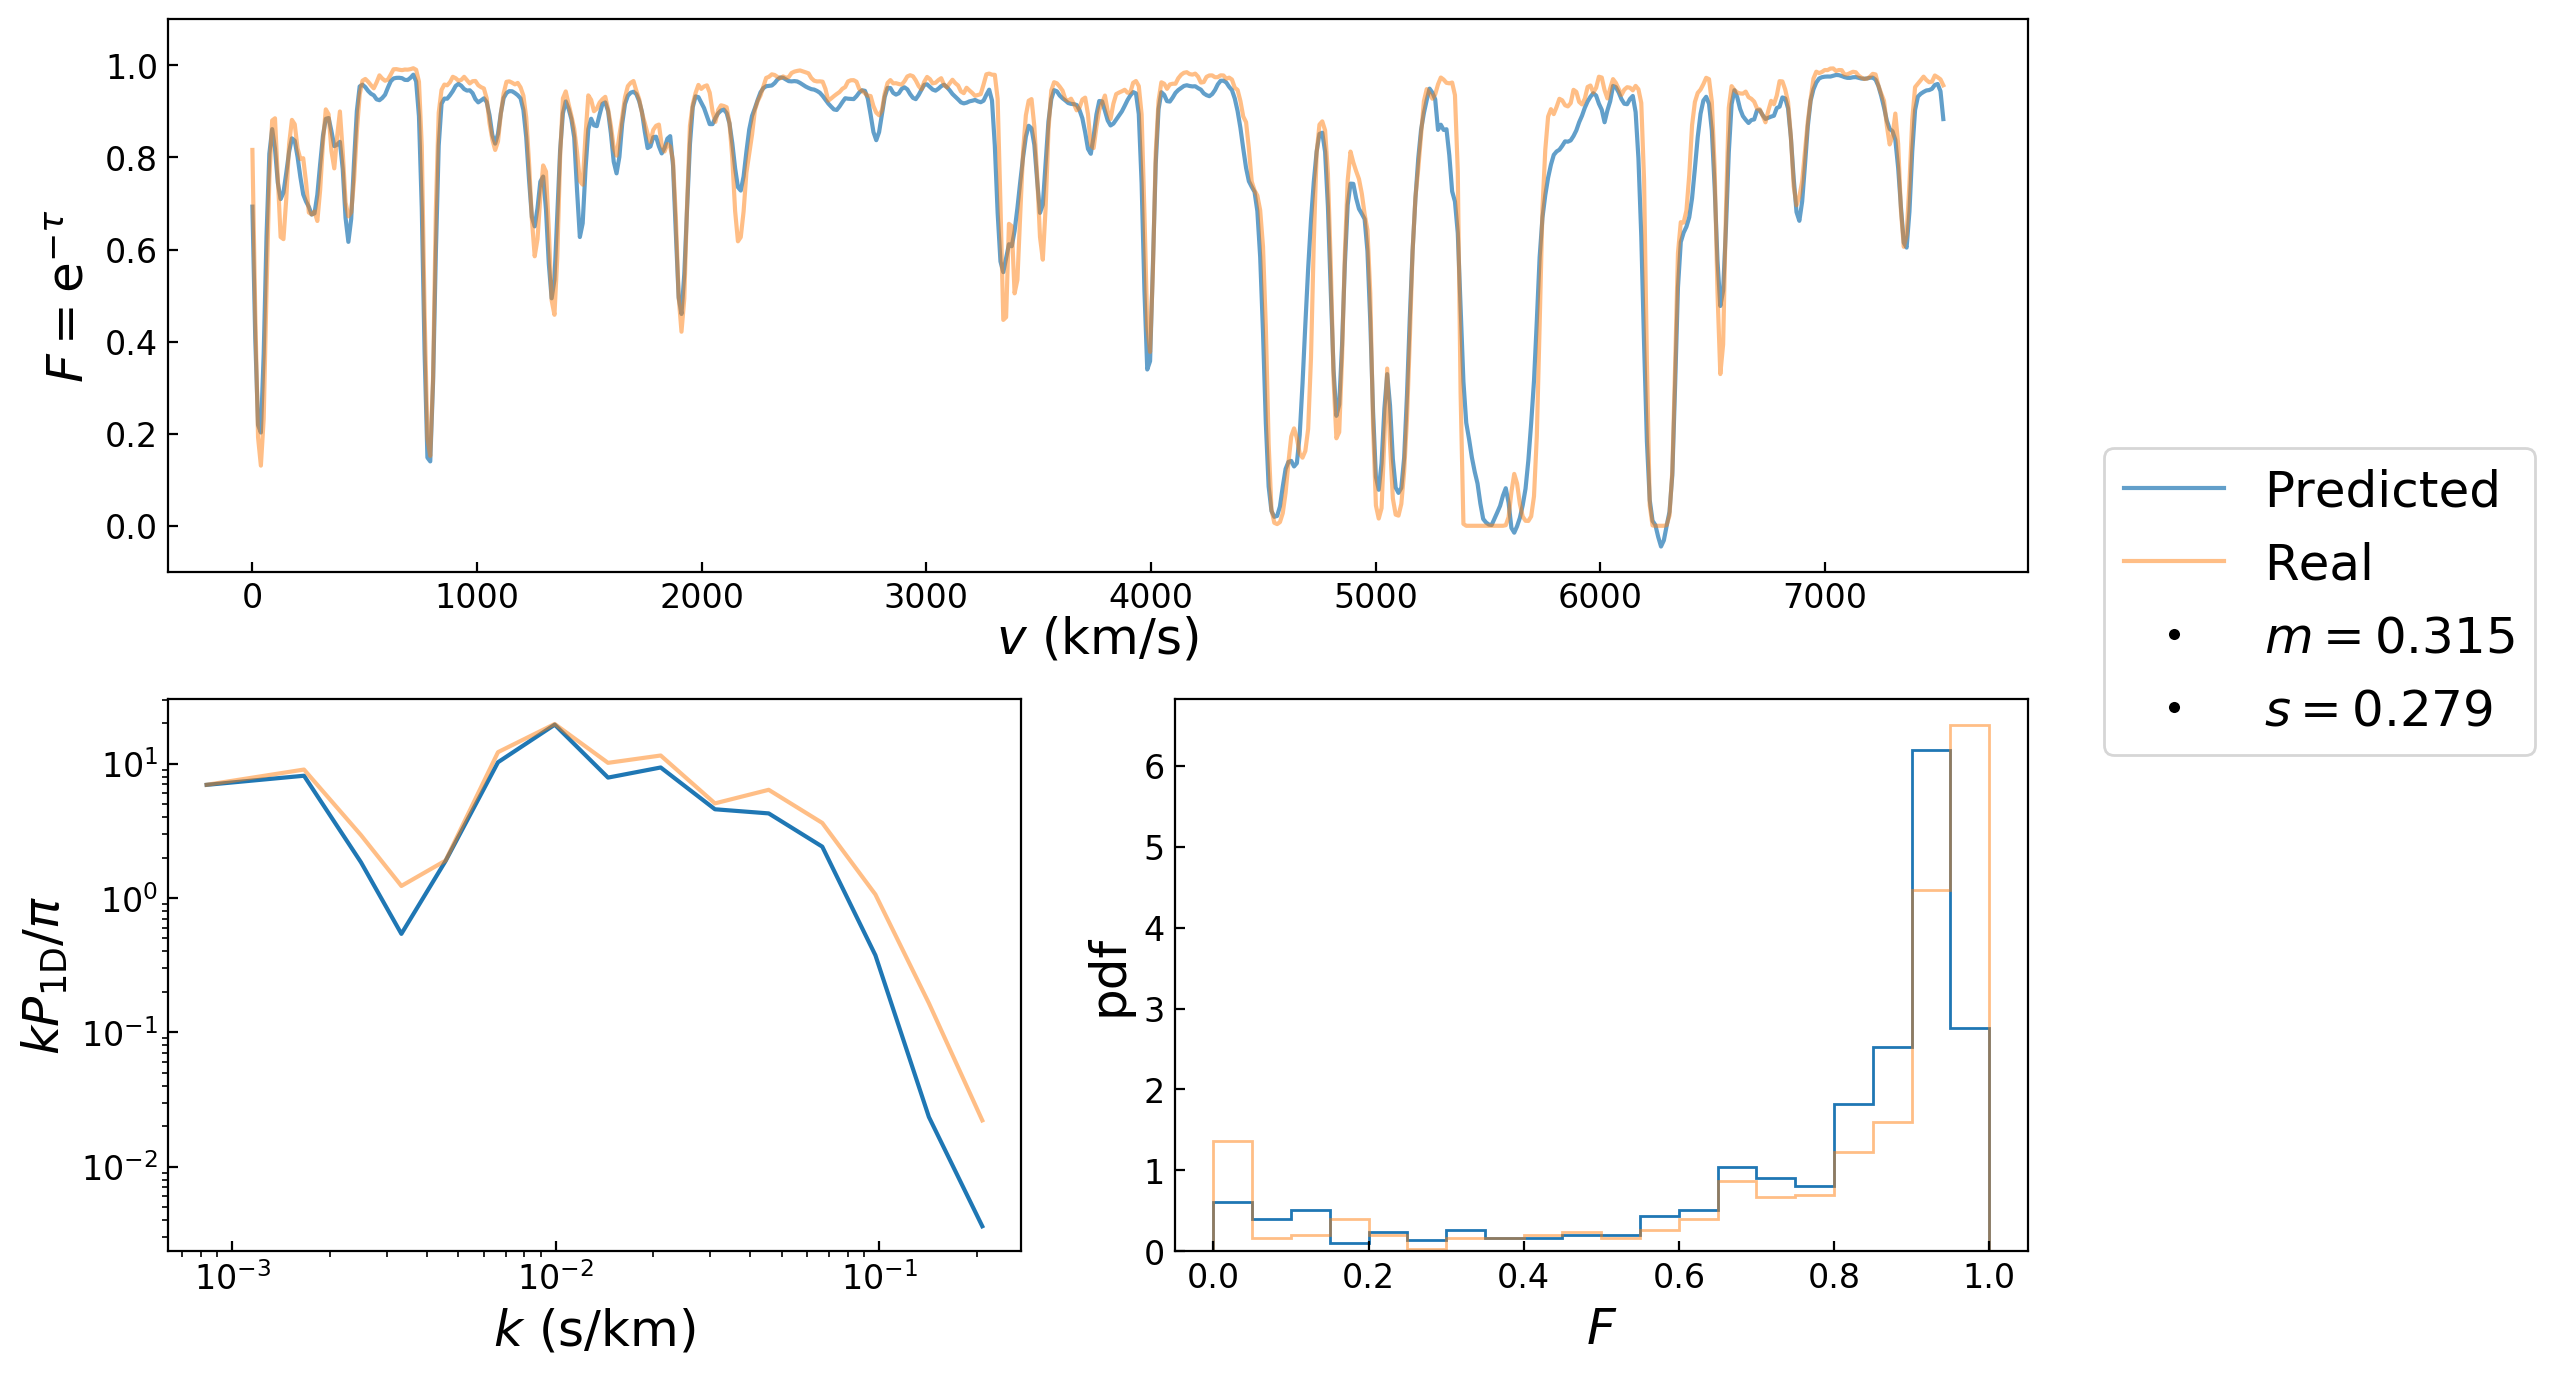 1.0
0.8
0.6
0.4
0.2
0.0
F = e^{−τ}
0 1000 2000 3000 4000 5000 6000 7000
v (km/s)
Predicted
Real
m = 0.315
s = 0.279
10^1
10^0
10^{−1}
10^{−2}
kP_{1D}/π
10^{−3} 10^{−2} 10^{−1}
k (s/km)
6
5
4
3
2
1
0
pdf
0.0 0.2 0.4 0.6 0.8 1.0
F